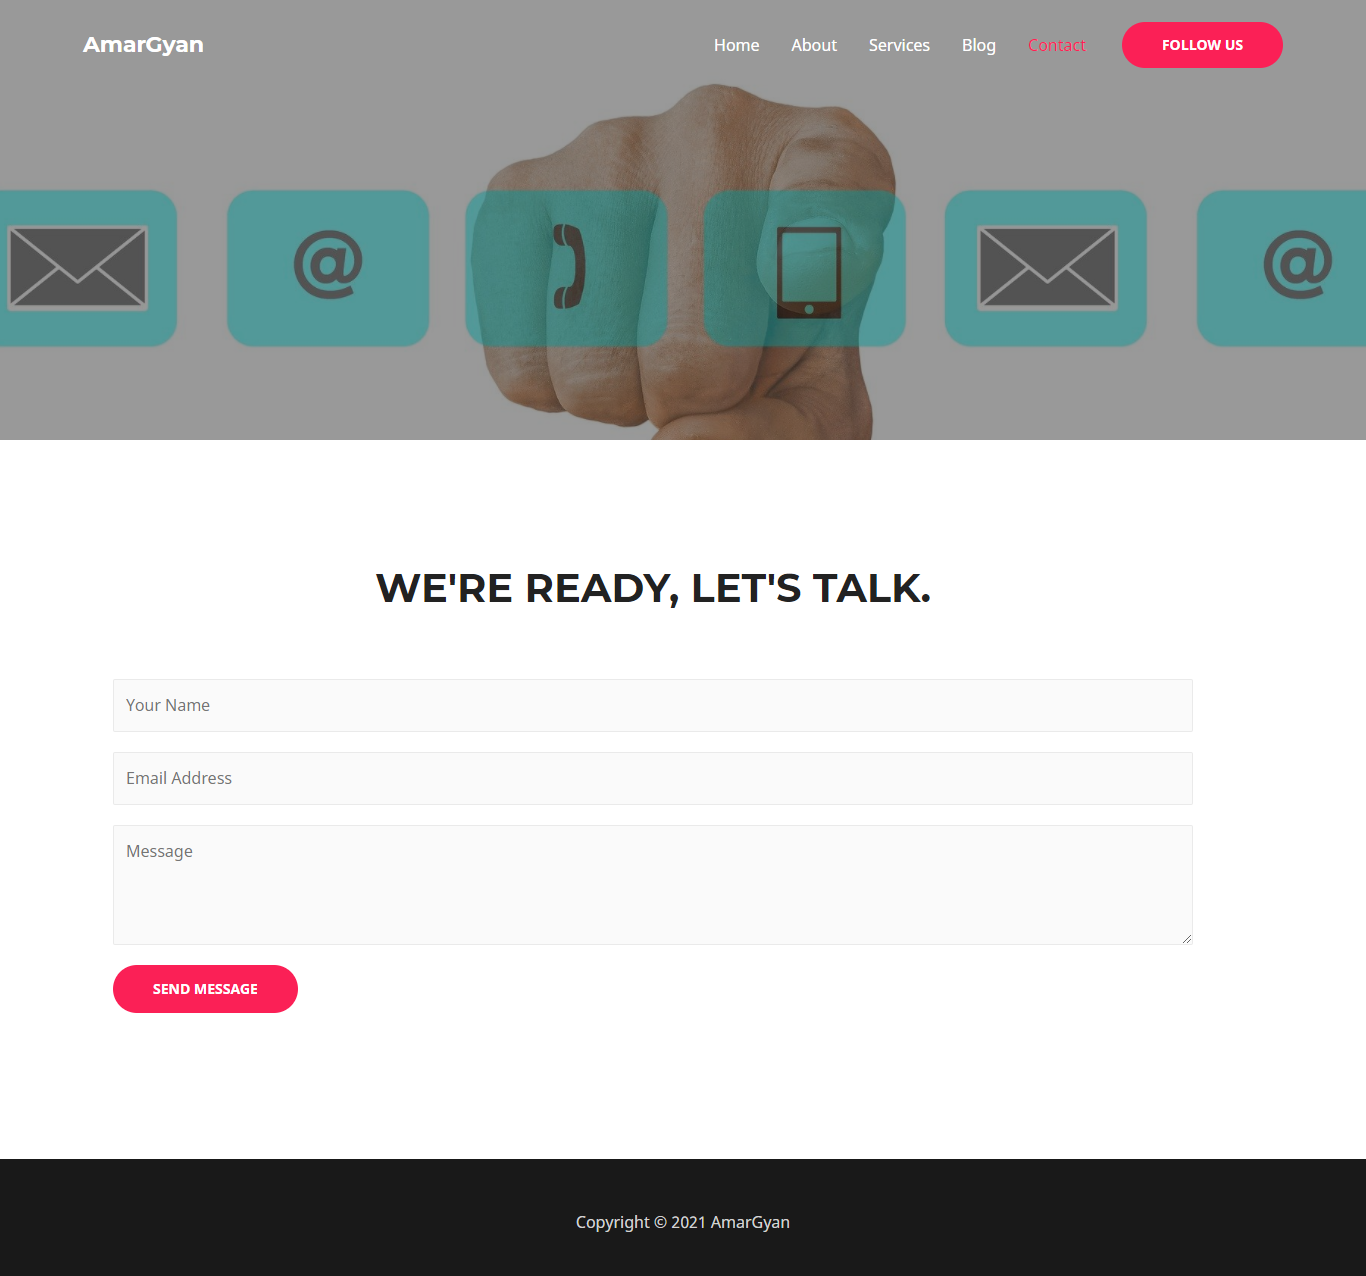 AmarGyan
Home About Services Blog Contact FOLLOW US
@ @
WE'RE READY, LET'S TALK.
Your Name
Email Address
Message
SEND MESSAGE
Copyright © 2021 AmarGyan